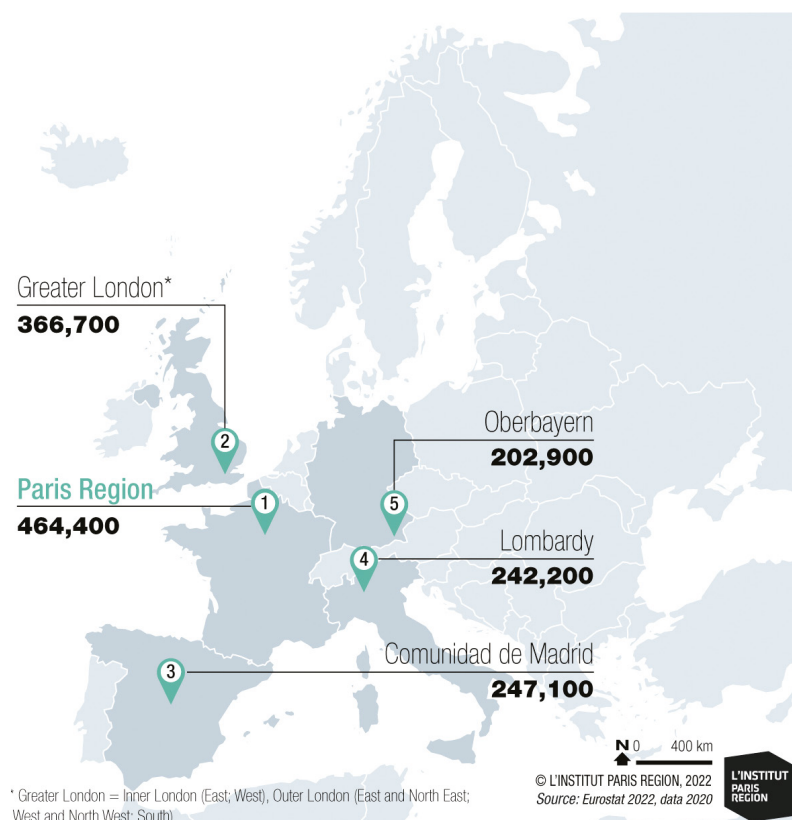 Greater London*
366,700
2
Oberbayern
202,900
Paris Region
464,400
1
5
Lombardy
242,200
4
Comunidad de Madrid
247,100
3
N 0 400 km
© L'INSTITUT PARIS REGION, 2022
Source: Eurostat 2022, data 2020
L'INSTITUT
PARIS
REGION
* Greater London = Inner London (East; West), Outer London (East and North East;
West and North West; South)